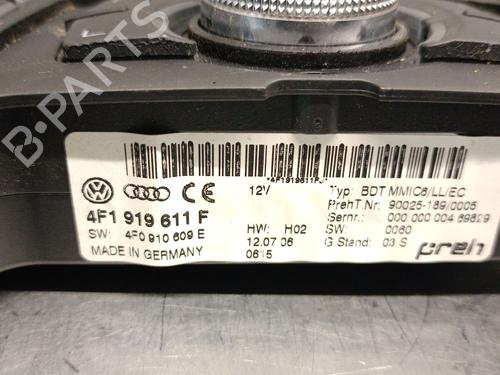 B-PARTS
*4F1919611FJ*
12V
Typ: BDT MMIC6/LL/EC
4F1 919 611 F
PrehT.Nr: 90025-189/0005
Sernr.: 000 000 004 69829
SW: 4F0 910 609 E
HW: H02
SW: 0060
12.07.06
G.Stand: 03 S
MADE IN GERMANY
0615
preh